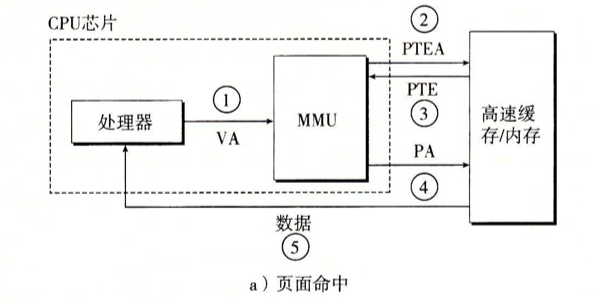 CPU芯片
②
PTEA
①
处理器
VA
MMU
PTE
③
高速缓
存/内存
PA
④
数据
⑤
a）页面命中